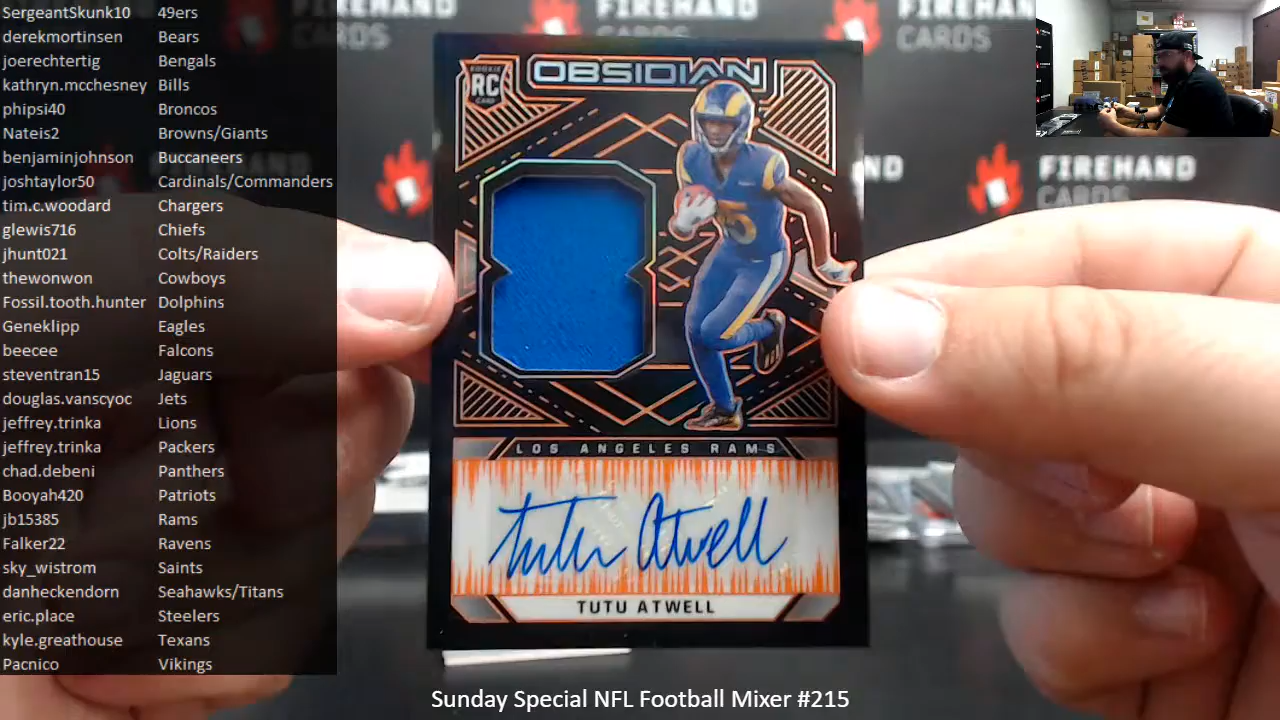 SergeantSkunk10 49ers
derekmortinsen Bears
joerechtertig Bengals
kathryn.mcchesney Bills
phipsi40 Broncos
Nateis2 Browns/Giants
benjaminjohnson Buccaneers
joshtaylor50 Cardinals/Commanders
tim.c.woodard Chargers
glewis716 Chiefs
jhunt021 Colts/Raiders
thewonwon Cowboys
Fossil.tooth.hunter Dolphins
Geneklipp Eagles
beecee Falcons
steventran15 Jaguars
douglas.vanscyoc Jets
jeffrey.trinka Lions
jeffrey.trinka Packers
chad.debeni Panthers
Booyah420 Patriots
jb15385 Rams
Falker22 Ravens
sky_wistrom Saints
danheckendorn Seahawks/Titans
eric.place Steelers
kyle.greathouse Texans
Pacnico Vikings
FIREHAND
CARDS
FIREHAND
CARDS
FIREHAND
CARDS
ROOKIE
RC
CARD
OBSIDIAN
LOS ANGELES RAMS
Tutu Atwell
TUTU ATWELL
Sunday Special NFL Football Mixer #215